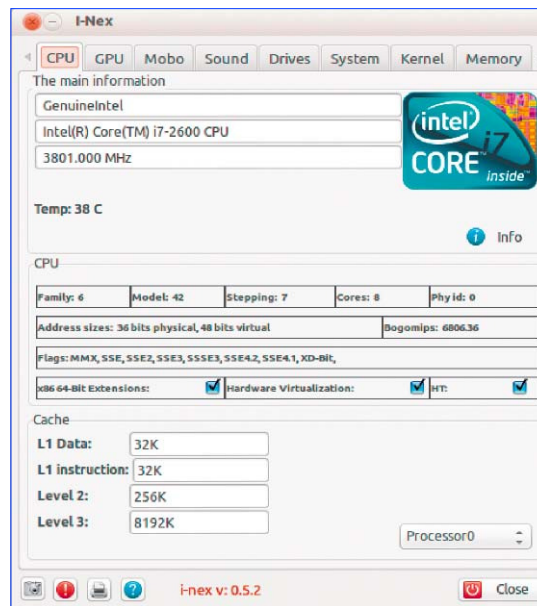 I-Nex
CPU GPU Mobo Sound Drives System Kernel Memory
The main information
GenuineIntel
Intel(R) Core(TM) i7-2600 CPU
3801.000 MHz
(intel)
i7
CORE™
inside™
Temp: 38 C
i Info
CPU
Family: 6 Model: 42 Stepping: 7 Cores: 8 Phy id: 0
Address sizes: 36 bits physical, 48 bits virtual Bogomips: 6806.36
Flags: MMX, SSE, SSE2, SSE3, SSSE3, SSE4.2, SSE4.1, XD-Bit,
x86 64-Bit Extensions: Hardware Virtualization: HT:
Cache
L1 Data: 32K
L1 instruction: 32K
Level 2: 256K
Level 3: 8192K
Processor0
i-nex v: 0.5.2
Close